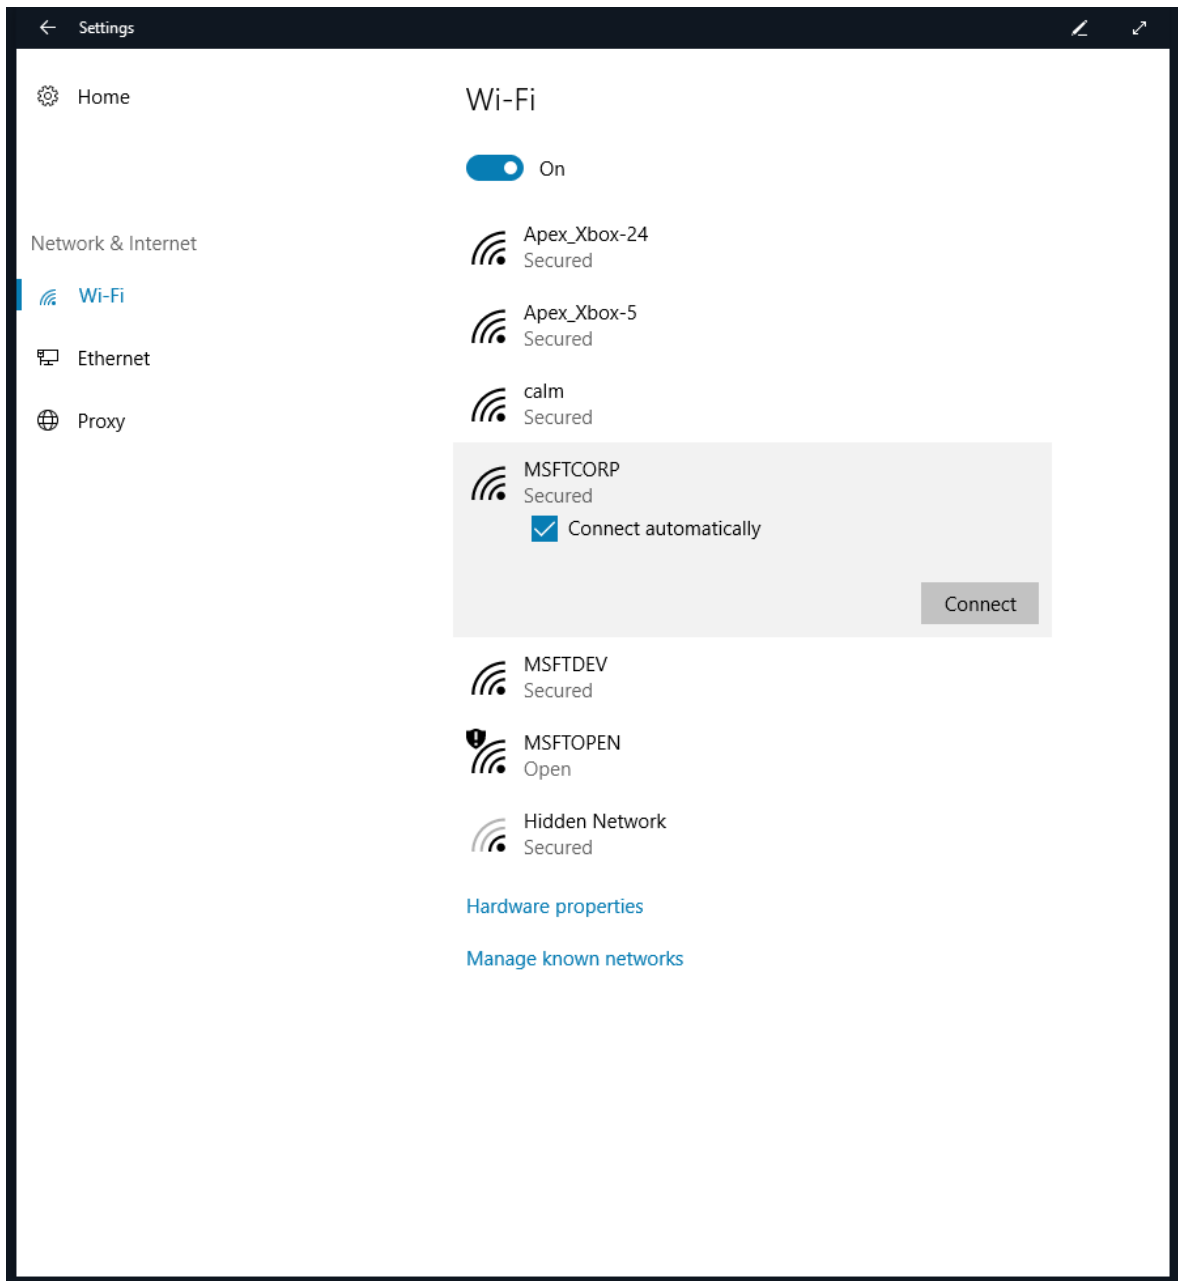 Settings
Home
Network & Internet
Wi-Fi
Ethernet
Proxy
Wi-Fi
On
Apex_Xbox-24
Secured
Apex_Xbox-5
Secured
calm
Secured
MSFTCORP
Secured
Connect automatically
Connect
MSFTDEV
Secured
MSFTOPEN
Open
Hidden Network
Secured
Hardware properties
Manage known networks